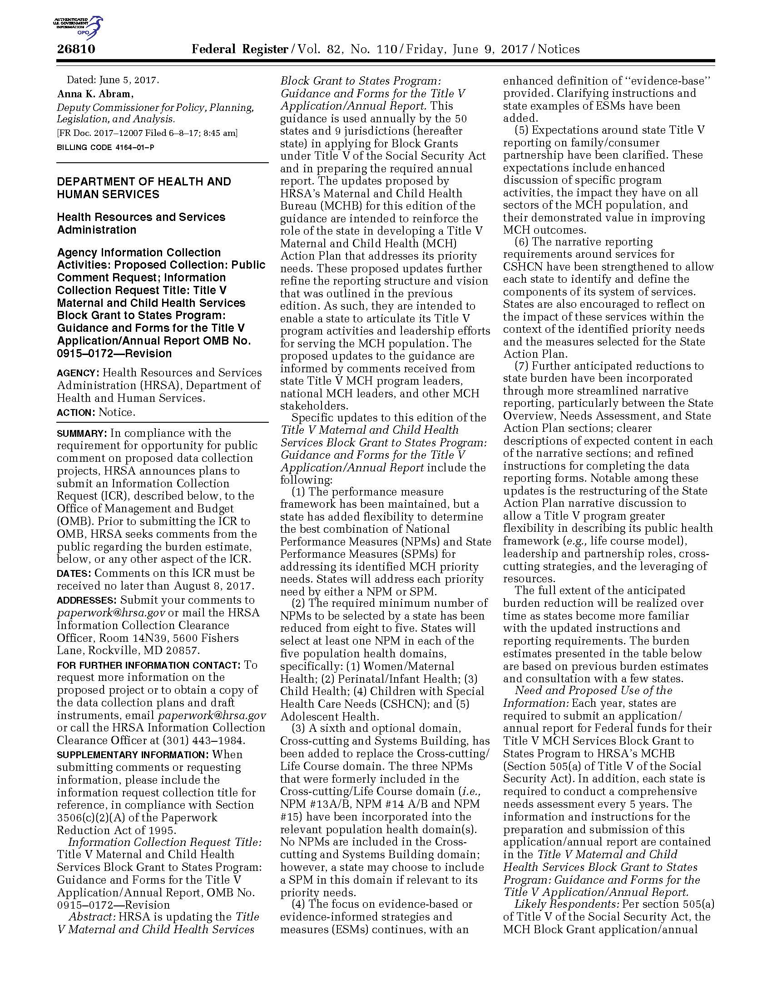 AUTHENTICATED
U.S. GOVERNMENT
INFORMATION
GPO
26810 Federal Register / Vol. 82, No. 110 / Friday, June 9, 2017 / Notices
Dated: June 5, 2017.
Anna K. Abram,
Deputy Commissioner for Policy, Planning,
Legislation, and Analysis.
[FR Doc. 2017–12007 Filed 6–8–17; 8:45 am]
BILLING CODE 4164–01–P
DEPARTMENT OF HEALTH AND
HUMAN SERVICES
Health Resources and Services
Administration
Agency Information Collection
Activities: Proposed Collection: Public
Comment Request; Information
Collection Request Title: Title V
Maternal and Child Health Services
Block Grant to States Program:
Guidance and Forms for the Title V
Application/Annual Report OMB No.
0915–0172—Revision
AGENCY: Health Resources and Services
Administration (HRSA), Department of
Health and Human Services.
ACTION: Notice.
SUMMARY: In compliance with the
requirement for opportunity for public
comment on proposed data collection
projects, HRSA announces plans to
submit an Information Collection
Request (ICR), described below, to the
Office of Management and Budget
(OMB). Prior to submitting the ICR to
OMB, HRSA seeks comments from the
public regarding the burden estimate,
below, or any other aspect of the ICR.
DATES: Comments on this ICR must be
received no later than August 8, 2017.
ADDRESSES: Submit your comments to
paperwork@hrsa.gov or mail the HRSA
Information Collection Clearance
Officer, Room 14N39, 5600 Fishers
Lane, Rockville, MD 20857.
FOR FURTHER INFORMATION CONTACT: To
request more information on the
proposed project or to obtain a copy of
the data collection plans and draft
instruments, email paperwork@hrsa.gov
or call the HRSA Information Collection
Clearance Officer at (301) 443–1984.
SUPPLEMENTARY INFORMATION: When
submitting comments or requesting
information, please include the
information request collection title for
reference, in compliance with Section
3506(c)(2)(A) of the Paperwork
Reduction Act of 1995.
Information Collection Request Title:
Title V Maternal and Child Health
Services Block Grant to States Program:
Guidance and Forms for the Title V
Application/Annual Report, OMB No.
0915–0172—Revision
Abstract: HRSA is updating the Title
V Maternal and Child Health Services
Block Grant to States Program:
Guidance and Forms for the Title V
Application/Annual Report. This
guidance is used annually by the 50
states and 9 jurisdictions (hereafter
state) in applying for Block Grants
under Title V of the Social Security Act
and in preparing the required annual
report. The updates proposed by
HRSA's Maternal and Child Health
Bureau (MCHB) for this edition of the
guidance are intended to reinforce the
role of the state in developing a Title V
Maternal and Child Health (MCH)
Action Plan that addresses its priority
needs. These proposed updates further
refine the reporting structure and vision
that was outlined in the previous
edition. As such, they are intended to
enable a state to articulate its Title V
program activities and leadership efforts
for serving the MCH population. The
proposed updates to the guidance are
informed by comments received from
state Title V MCH program leaders,
national MCH leaders, and other MCH
stakeholders.
Specific updates to this edition of the
Title V Maternal and Child Health
Services Block Grant to States Program:
Guidance and Forms for the Title V
Application/Annual Report include the
following:
(1) The performance measure
framework has been maintained, but a
state has added flexibility to determine
the best combination of National
Performance Measures (NPMs) and State
Performance Measures (SPMs) for
addressing its identified MCH priority
needs. States will address each priority
need by either a NPM or SPM.
(2) The required minimum number of
NPMs to be selected by a state has been
reduced from eight to five. States will
select at least one NPM in each of the
five population health domains,
specifically: (1) Women/Maternal
Health; (2) Perinatal/Infant Health; (3)
Child Health; (4) Children with Special
Health Care Needs (CSHCN); and (5)
Adolescent Health.
(3) A sixth and optional domain,
Cross-cutting and Systems Building, has
been added to replace the Cross-cutting/
Life Course domain. The three NPMs
that were formerly included in the
Cross-cutting/Life Course domain (i.e.,
NPM #13A/B, NPM #14 A/B and NPM
#15) have been incorporated into the
relevant population health domain(s).
No NPMs are included in the Cross-
cutting and Systems Building domain;
however, a state may choose to include
a SPM in this domain if relevant to its
priority needs.
(4) The focus on evidence-based or
evidence-informed strategies and
measures (ESMs) continues, with an
enhanced definition of ‘‘evidence-base’’
provided. Clarifying instructions and
state examples of ESMs have been
added.
(5) Expectations around state Title V
reporting on family/consumer
partnership have been clarified. These
expectations include enhanced
discussion of specific program
activities, the impact they have on all
sectors of the MCH population, and
their demonstrated value in improving
MCH outcomes.
(6) The narrative reporting
requirements around services for
CSHCN have been strengthened to allow
each state to identify and define the
components of its system of services.
States are also encouraged to reflect on
the impact of these services within the
context of the identified priority needs
and the measures selected for the State
Action Plan.
(7) Further anticipated reductions to
state burden have been incorporated
through more streamlined narrative
reporting, particularly between the State
Overview, Needs Assessment, and State
Action Plan sections; clearer
descriptions of expected content in each
of the narrative sections; and refined
instructions for completing the data
reporting forms. Notable among these
updates is the restructuring of the State
Action Plan narrative discussion to
allow a Title V program greater
flexibility in describing its public health
framework (e.g., life course model),
leadership and partnership roles, cross-
cutting strategies, and the leveraging of
resources.
The full extent of the anticipated
burden reduction will be realized over
time as states become more familiar
with the updated instructions and
reporting requirements. The burden
estimates presented in the table below
are based on previous burden estimates
and consultation with a few states.
Need and Proposed Use of the
Information: Each year, states are
required to submit an application/
annual report for Federal funds for their
Title V MCH Services Block Grant to
States Program to HRSA's MCHB
(Section 505(a) of Title V of the Social
Security Act). In addition, each state is
required to conduct a comprehensive
needs assessment every 5 years. The
information and instructions for the
preparation and submission of this
application/annual report are contained
in the Title V Maternal and Child
Health Services Block Grant to States
Program: Guidance and Forms for the
Title V Application/Annual Report.
Likely Respondents: Per section 505(a)
of Title V of the Social Security Act, the
MCH Block Grant application/annual